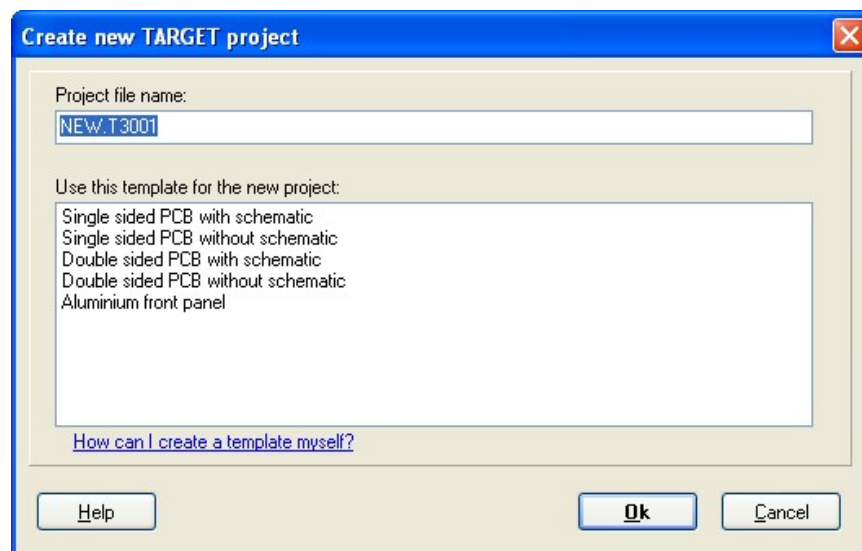 Create new TARGET project
Project file name:
NEW.T3001
Use this template for the new project:
Single sided PCB with schematic
Single sided PCB without schematic
Double sided PCB with schematic
Double sided PCB without schematic
Aluminium front panel
How can I create a template myself?
Help Ok Cancel